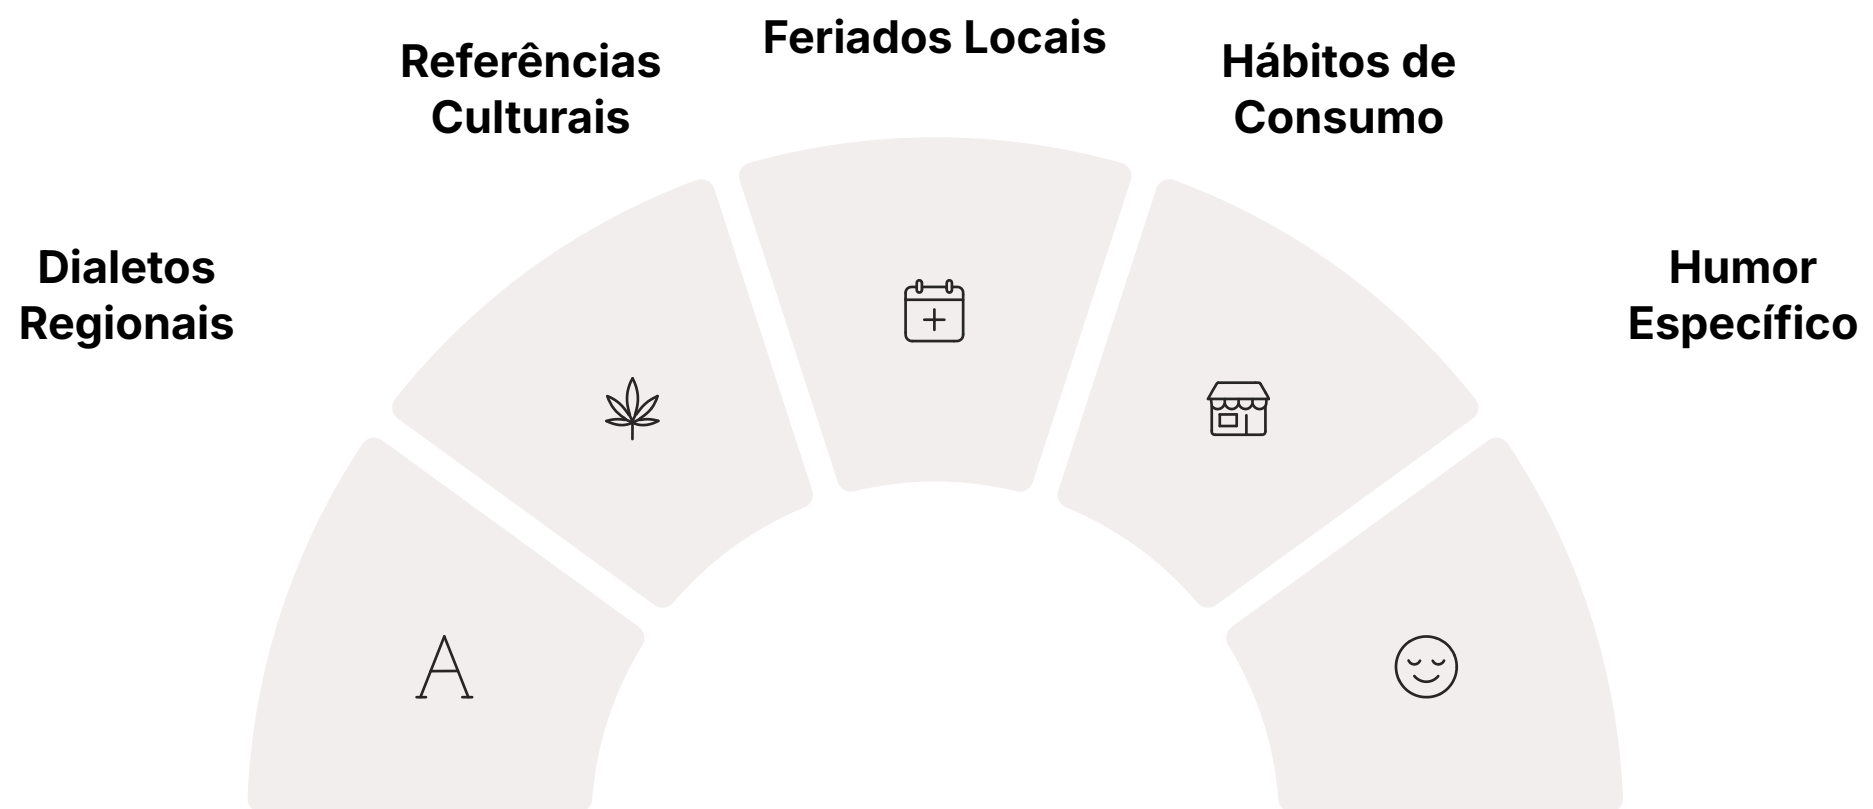 Feriados Locais
Referências
Culturais
Hábitos de
Consumo
Dialetos
Regionais
Humor
Específico